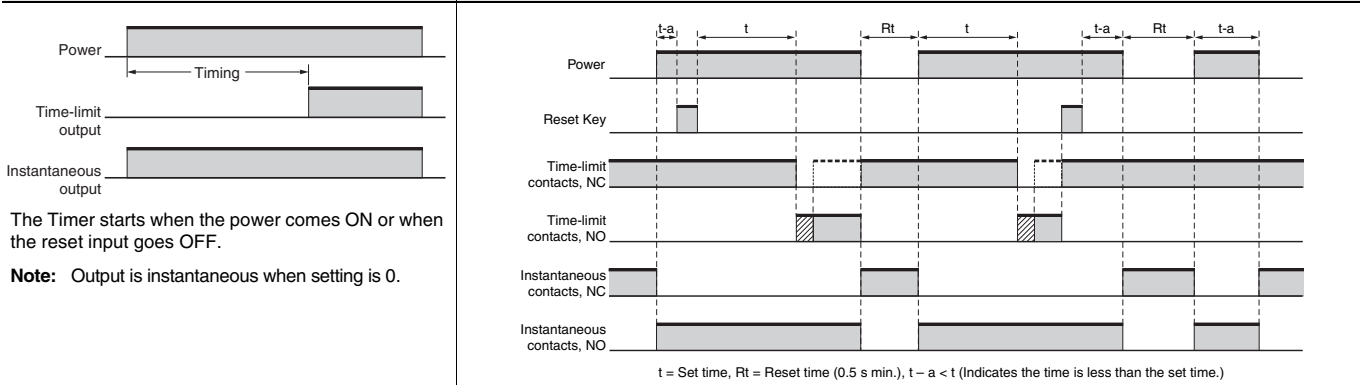 Power
Timing
Time-limit
output
Instantaneous
output
The Timer starts when the power comes ON or when
the reset input goes OFF.
Note: Output is instantaneous when setting is 0.
t-a t Rt t t-a Rt t-a
Power
Reset Key
Time-limit
contacts, NC
Time-limit
contacts, NO
Instantaneous
contacts, NC
Instantaneous
contacts, NO
t = Set time, Rt = Reset time (0.5 s min.), t – a < t (Indicates the time is less than the set time.)